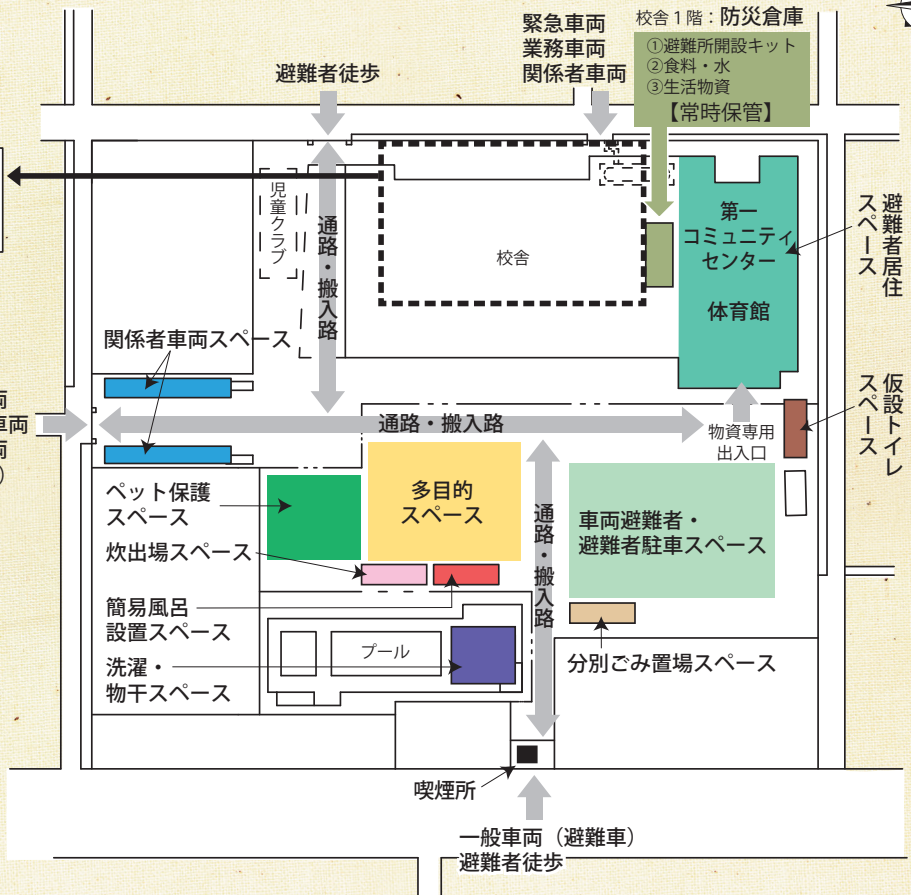 緊急車両
業務車両
関係者車両
校舎1階：防災倉庫
①避難所開設キット
②食料・水
③生活物資
【常時保管】
避難者徒歩
児童クラブ
通路・搬入路
校舎
第一
コミュニティ
センター
体育館
避難者居住
スペース
関係者車両スペース
両
車両
両
）
通路・搬入路
物資専用
出入口
仮設トイレ
スペース
ペット保護
スペース
多目的
スペース
通路・搬入路
車両避難者・
避難者駐車スペース
炊出場スペース
簡易風呂
設置スペース
プール
洗濯・
物干スペース
分別ごみ置場スペース
喫煙所
一般車両（避難車）
避難者徒歩